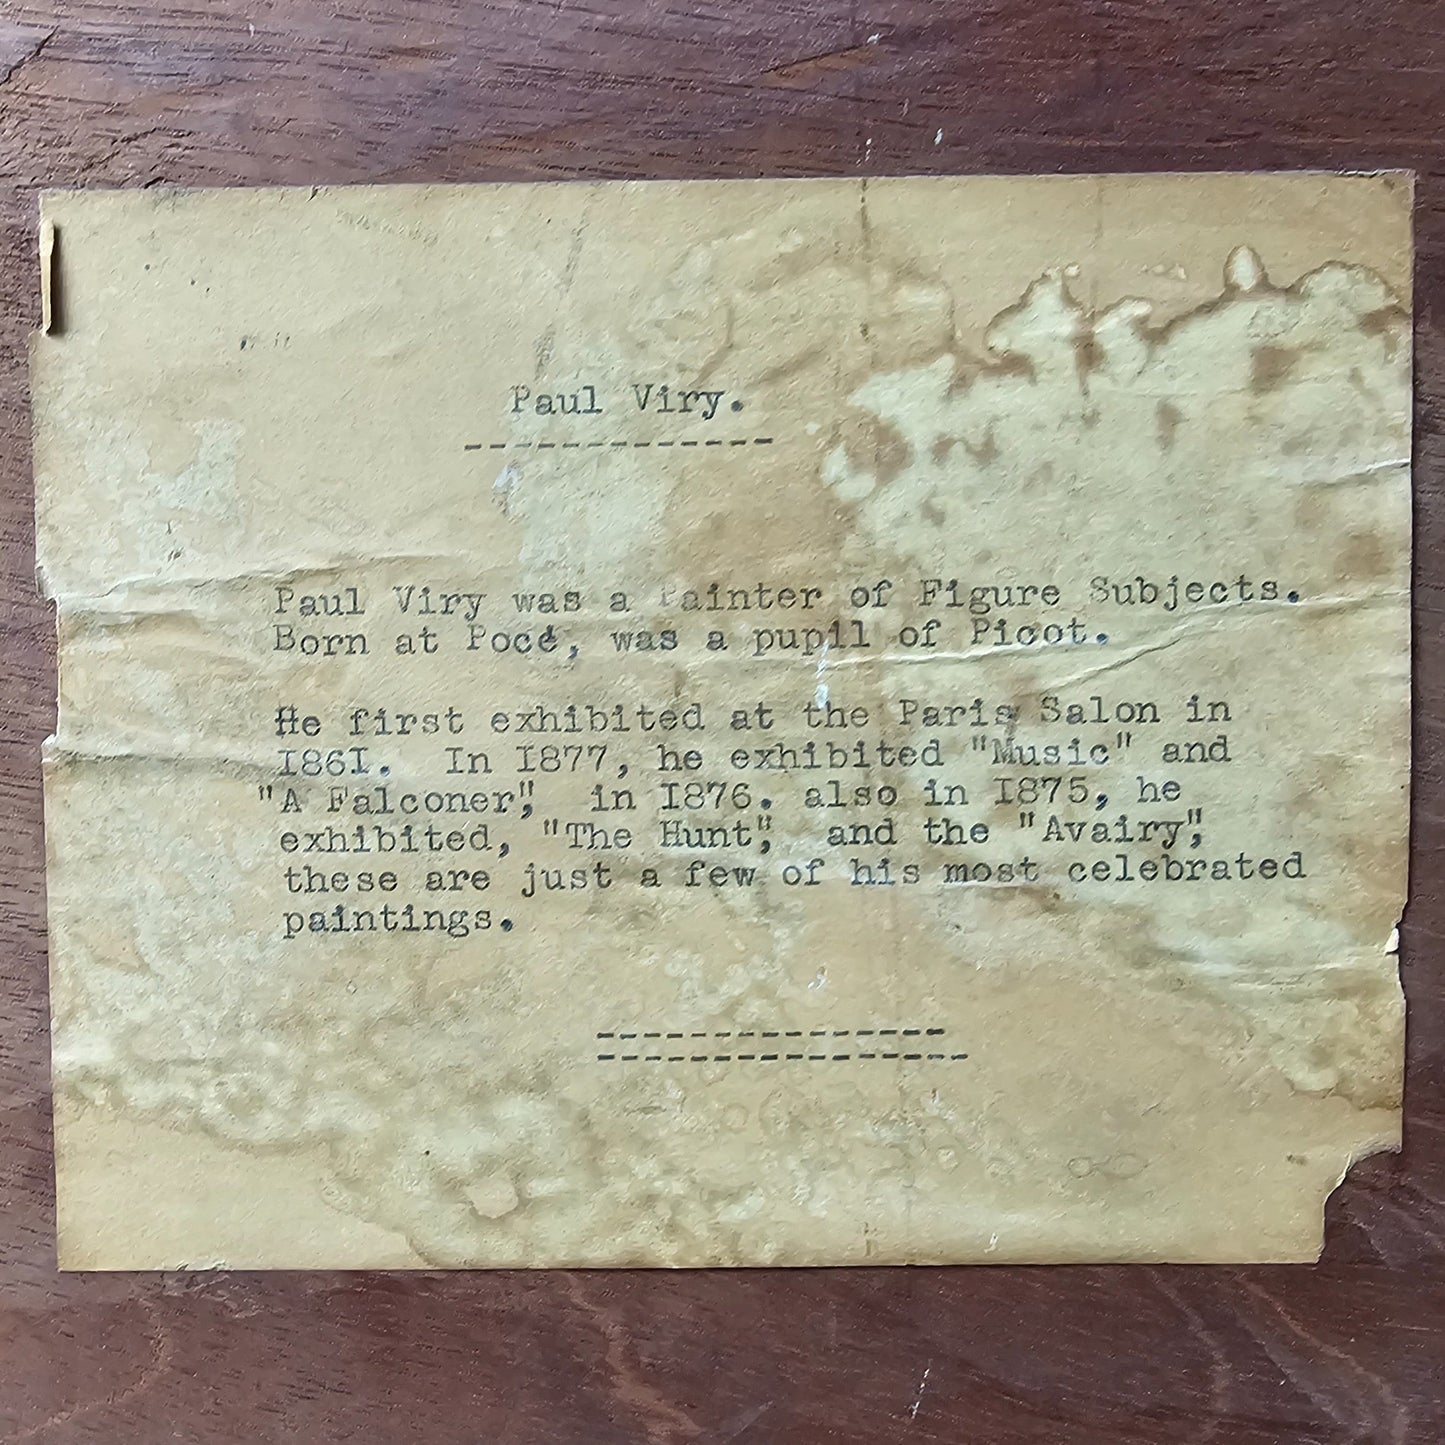 Paul Viry.
-------------
Paul Viry was a Painter of Figure Subjects.
Born at Pocé, was a pupil of Picot.
He first exhibited at the Paris Salon in
I86I. In I877, he exhibited "Music" and
"A Falconer", in I876. also in I875, he
exhibited, "The Hunt", and the "Avairy",
these are just a few of his most celebrated
paintings.
---------------
----------------